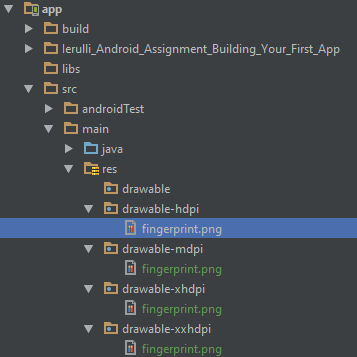 app
build
lerulli_Android_Assignment_Building_Your_First_App
libs
src
androidTest
main
java
res
drawable
drawable-hdpi
fingerprint.png
drawable-mdpi
fingerprint.png
drawable-xhdpi
fingerprint.png
drawable-xxhdpi
fingerprint.png